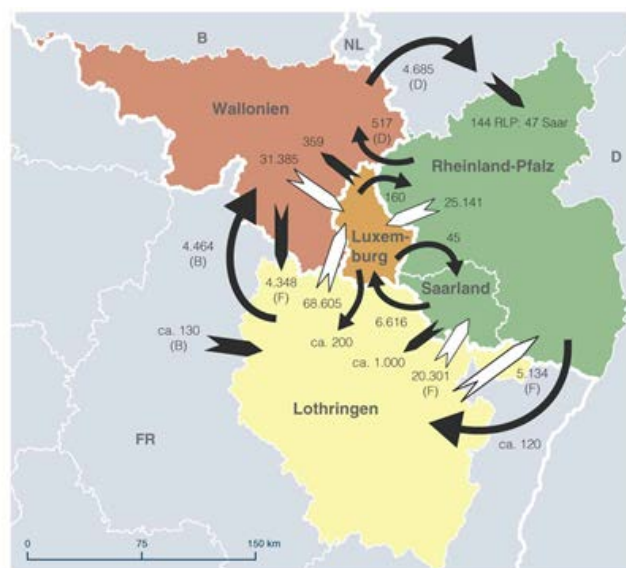 B
NL
4.685
(D)
Wallonien
144 RLP: 47 Saar
517
(D)
359
31.385
Rheinland-Pfalz
D
160
25.141
Luxem-
burg
45
4.464
(B)
Saarland
4.348
(F)
68.605
6.616
ca. 130
(B)
ca. 200
ca. 1.000
20.301
(F)
5.134
(F)
Lothringen
FR
ca. 120
0
75
150 km